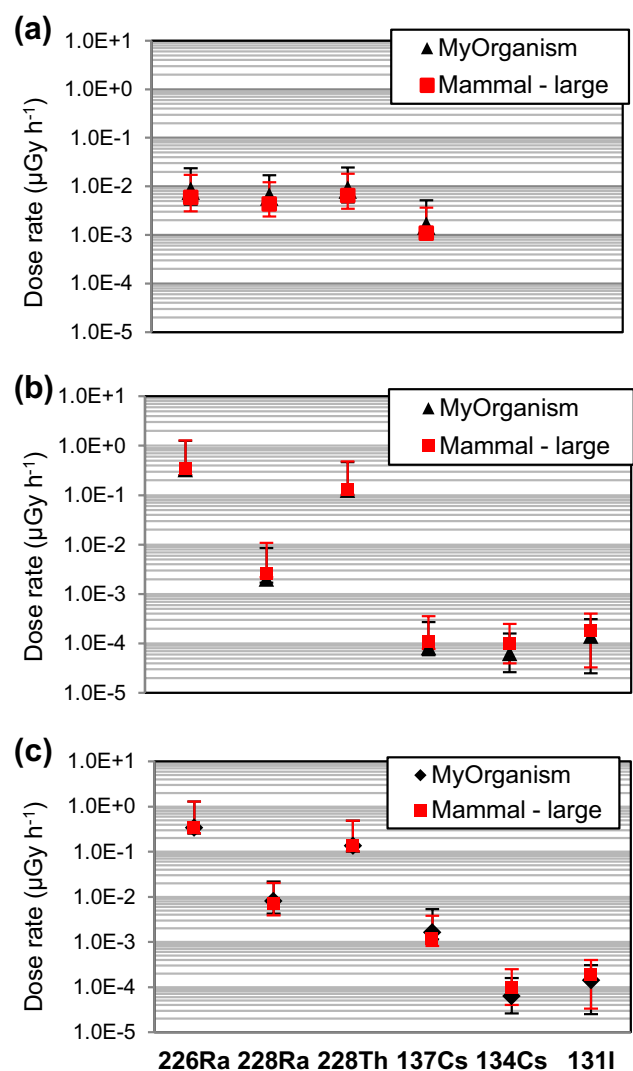 (a)
1.0E+1
1.0E+0
1.0E-1
1.0E-2
1.0E-3
1.0E-4
1.0E-5
Dose rate (µGy h⁻¹)
MyOrganism
Mammal - large
(b)
1.0E+1
1.0E+0
1.0E-1
1.0E-2
1.0E-3
1.0E-4
1.0E-5
Dose rate (µGy h⁻¹)
MyOrganism
Mammal - large
(c)
1.0E+1
1.0E+0
1.0E-1
1.0E-2
1.0E-3
1.0E-4
1.0E-5
Dose rate (µGy h⁻¹)
MyOrganism
Mammal - large
226Ra 228Ra 228Th 137Cs 134Cs 131I